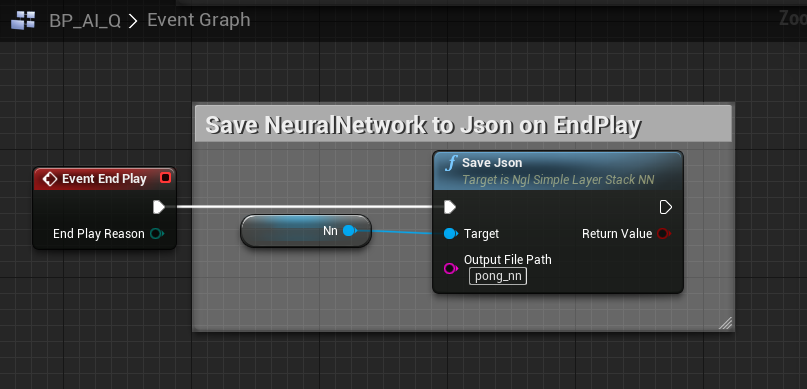 BP_AI_Q > Event Graph
Zoo
Save NeuralNetwork to Json on EndPlay
Event End Play
End Play Reason
Nn
f Save Json
Target is Ngl Simple Layer Stack NN
Target
Return Value
Output File Path
pong_nn